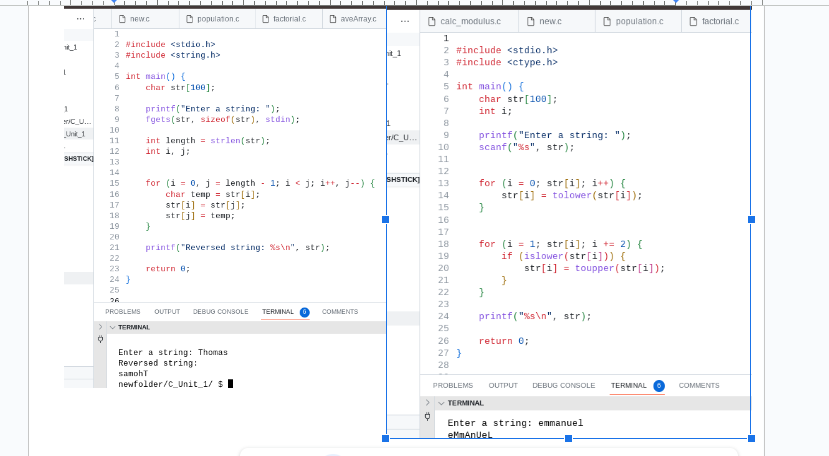 new.c population.c factorial.c aveArray.c
1
2 #include <stdio.h>
3 #include <string.h>
4
5 int main() {
6 char str[100];
7
8 printf("Enter a string: ");
9 fgets(str, sizeof(str), stdin);
10
11 int length = strlen(str);
12 int i, j;
13
14
15 for (i = 0, j = length - 1; i < j; i++, j--) {
16 char temp = str[i];
17 str[i] = str[j];
18 str[j] = temp;
19 }
20
21 printf("Reversed string: %s\n", str);
22
23 return 0;
24 }
25
26
PROBLEMS OUTPUT DEBUG CONSOLE TERMINAL 6 COMMENTS
TERMINAL
Enter a string: Thomas
Reversed string:
samohT
newfolder/C_Unit_1/ $
nit_1
1
er/C_U...
_Unit_1
SHSTICK]
calc_modulus.c new.c population.c factorial.c
1
2 #include <stdio.h>
3 #include <ctype.h>
4
5 int main() {
6 char str[100];
7 int i;
8
9 printf("Enter a string: ");
10 scanf("%s", str);
11
12
13 for (i = 0; str[i]; i++) {
14 str[i] = tolower(str[i]);
15 }
16
17
18 for (i = 1; str[i]; i += 2) {
19 if (islower(str[i])) {
20 str[i] = toupper(str[i]);
21 }
22 }
23
24 printf("%s\n", str);
25
26 return 0;
27 }
28
PROBLEMS OUTPUT DEBUG CONSOLE TERMINAL 6 COMMENTS
TERMINAL
Enter a string: emmanuel
eMmAnUeL
nit_1
1
er/C_U...
SHSTICK]